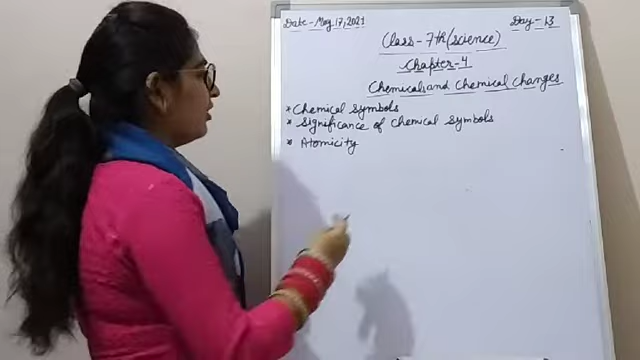 Date - May 17, 2021
Day - 13
Class - 7th (science)
Chapter - 4
Chemicals and Chemical Changes
* Chemical Symbols
* Significance of Chemical Symbols
* Atomicity